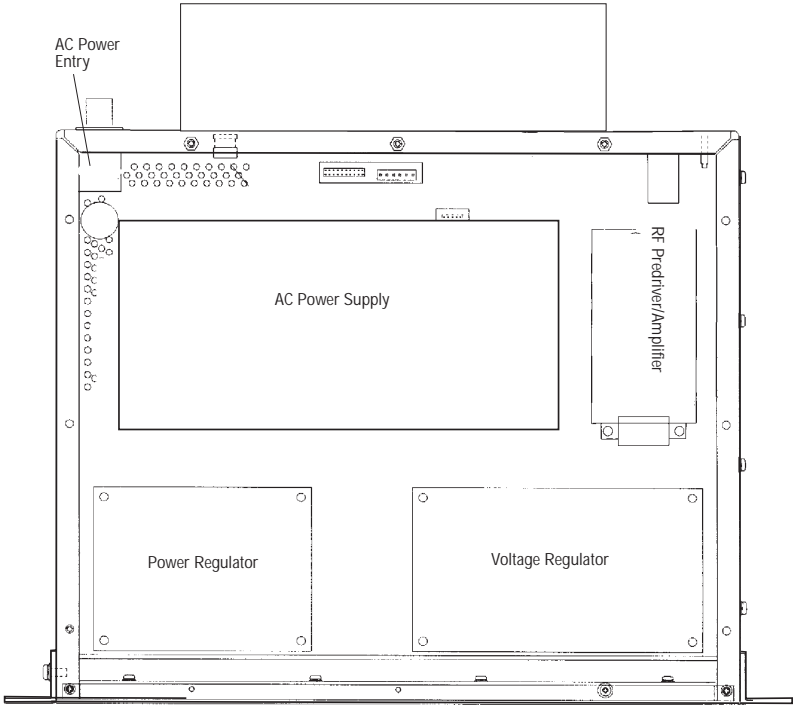 AC Power
Entry
AC Power Supply
RF Predriver/Amplifier
Power Regulator
Voltage Regulator